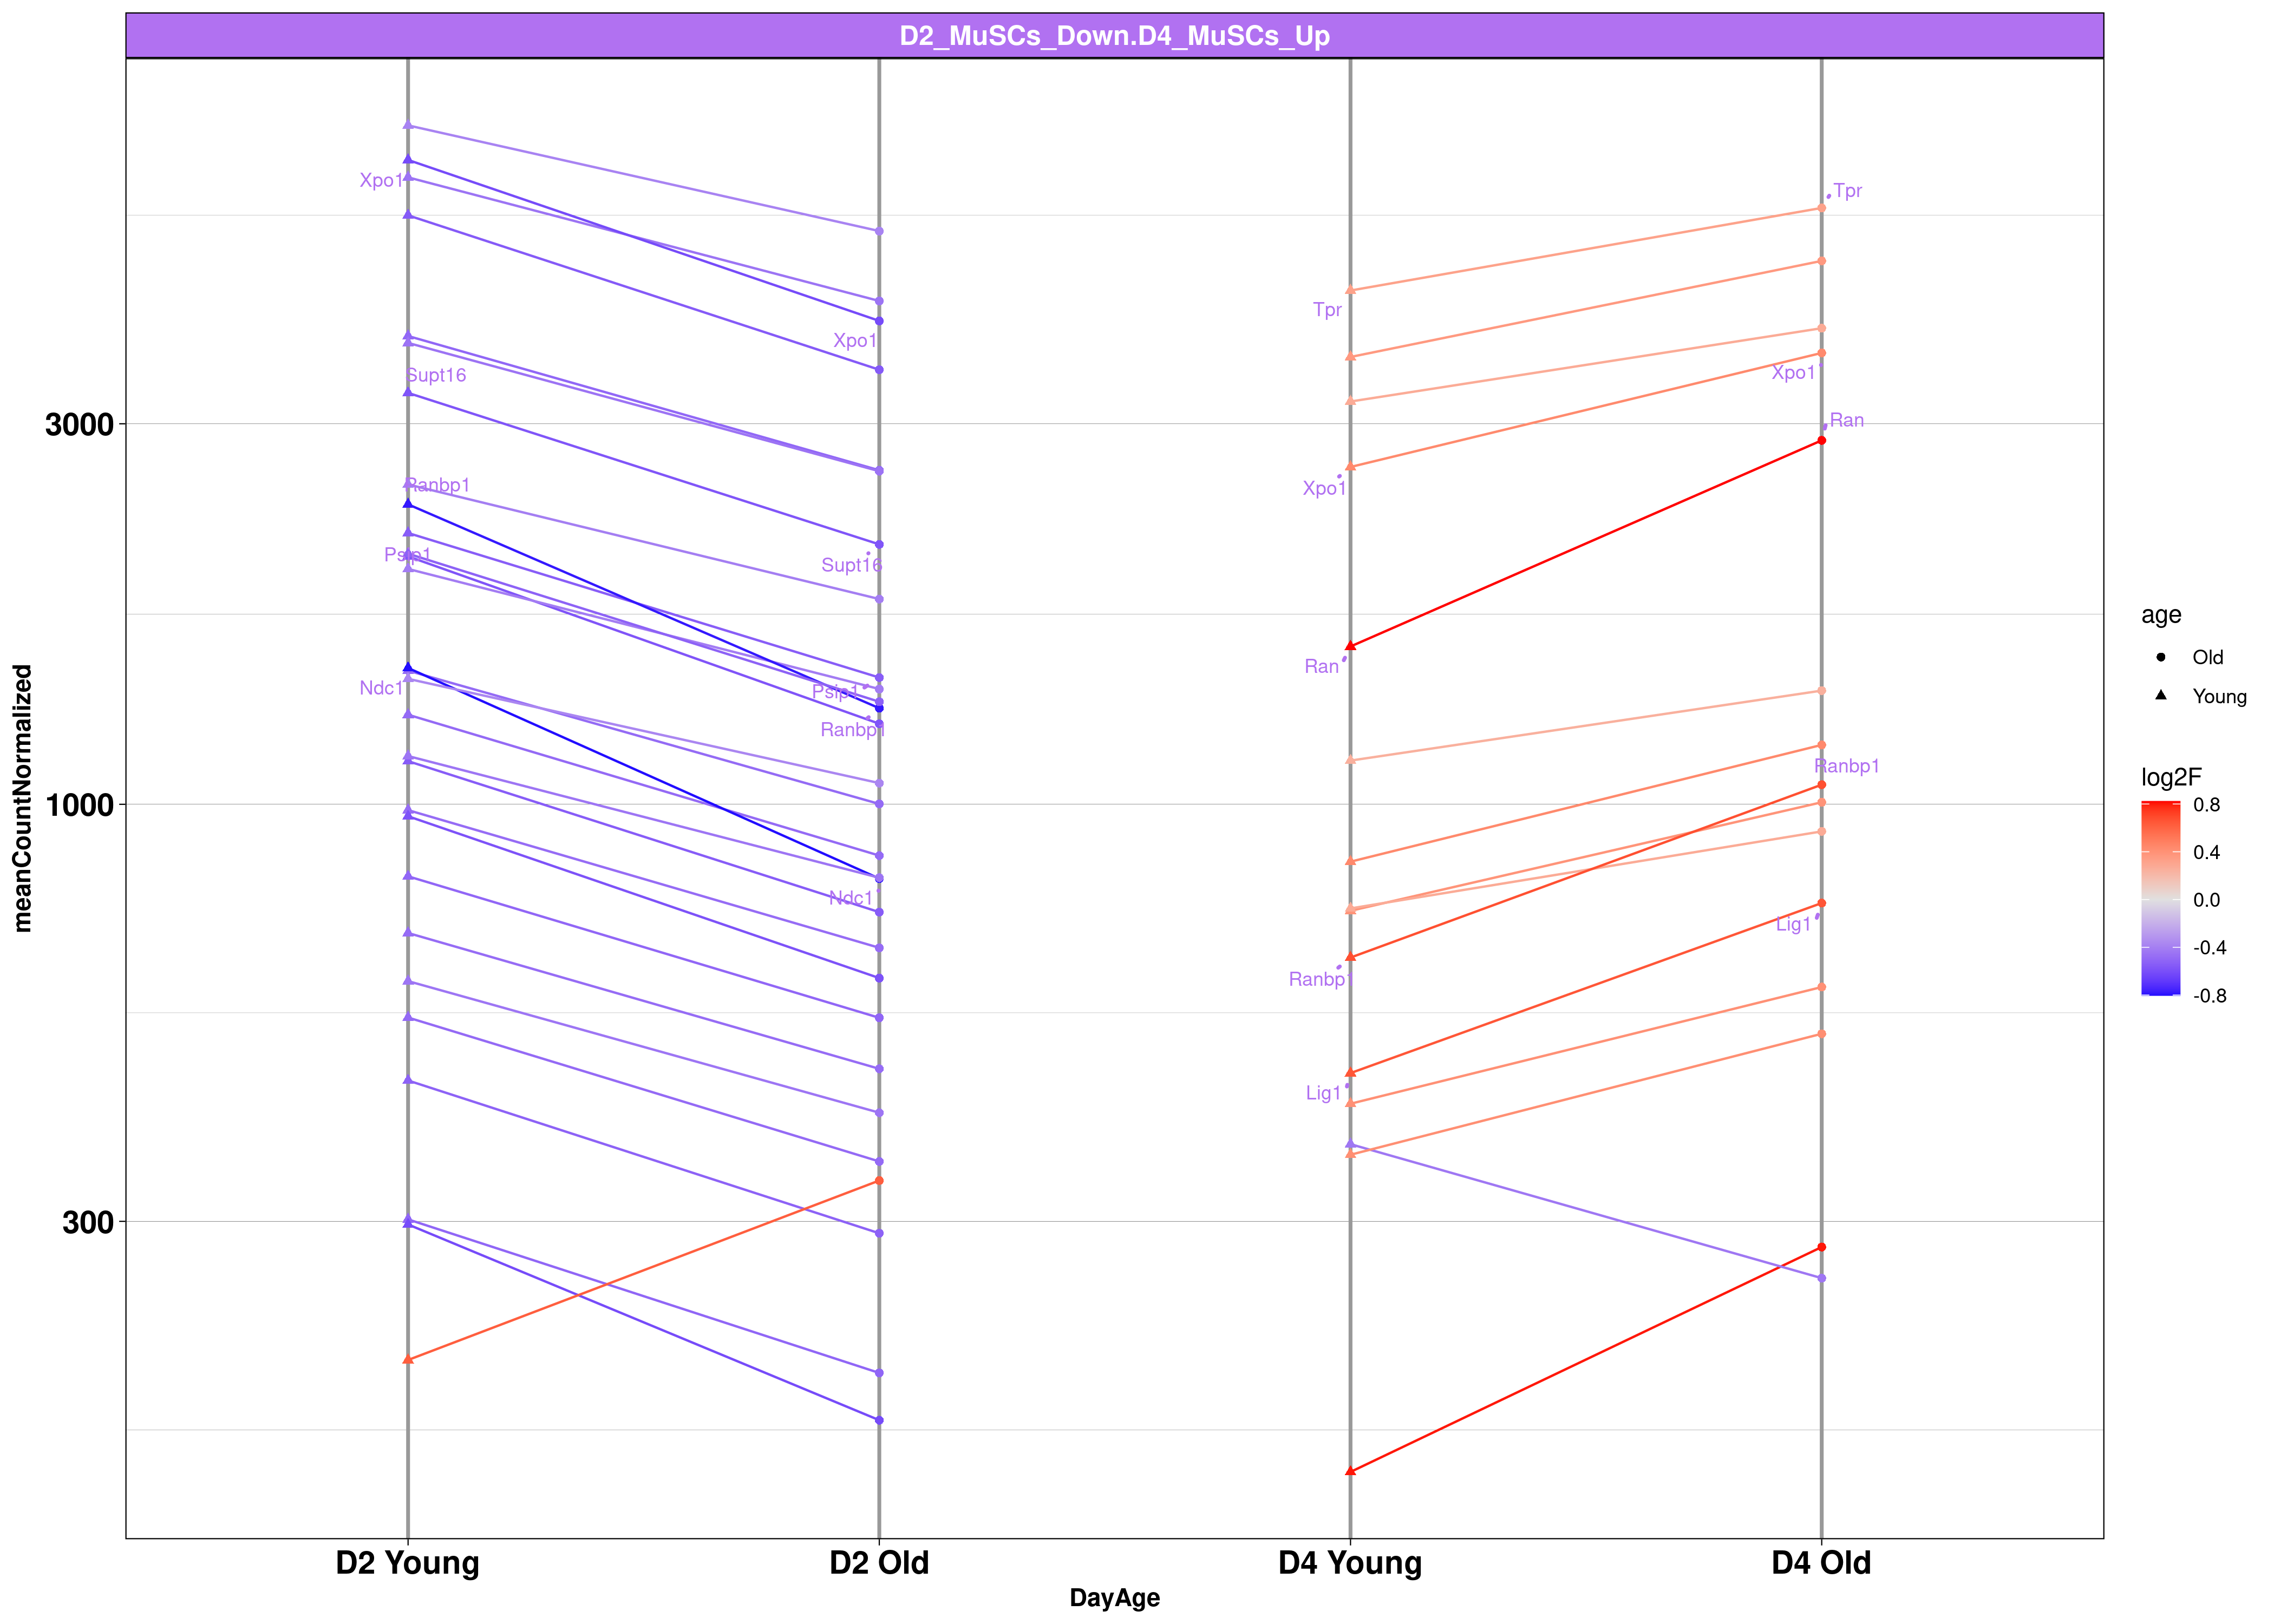 D2_MuSCs_Down.D4_MuSCs_Up
Xpo1
Tpr
Tpr
Xpo1
Supt16
Xpo1
Ran
3000
Ranbp1
Xpo1
Psip1
Supt16
Ran
Ndc1
Psip1
Ranbp1
Ranbp1
1000
Ndc1
Lig1
Ranbp1
Lig1
300
meanCountNormalized
D2 Young
D2 Old
D4 Young
D4 Old
DayAge
age
Old
Young
log2F
0.8
0.4
0.0
-0.4
-0.8